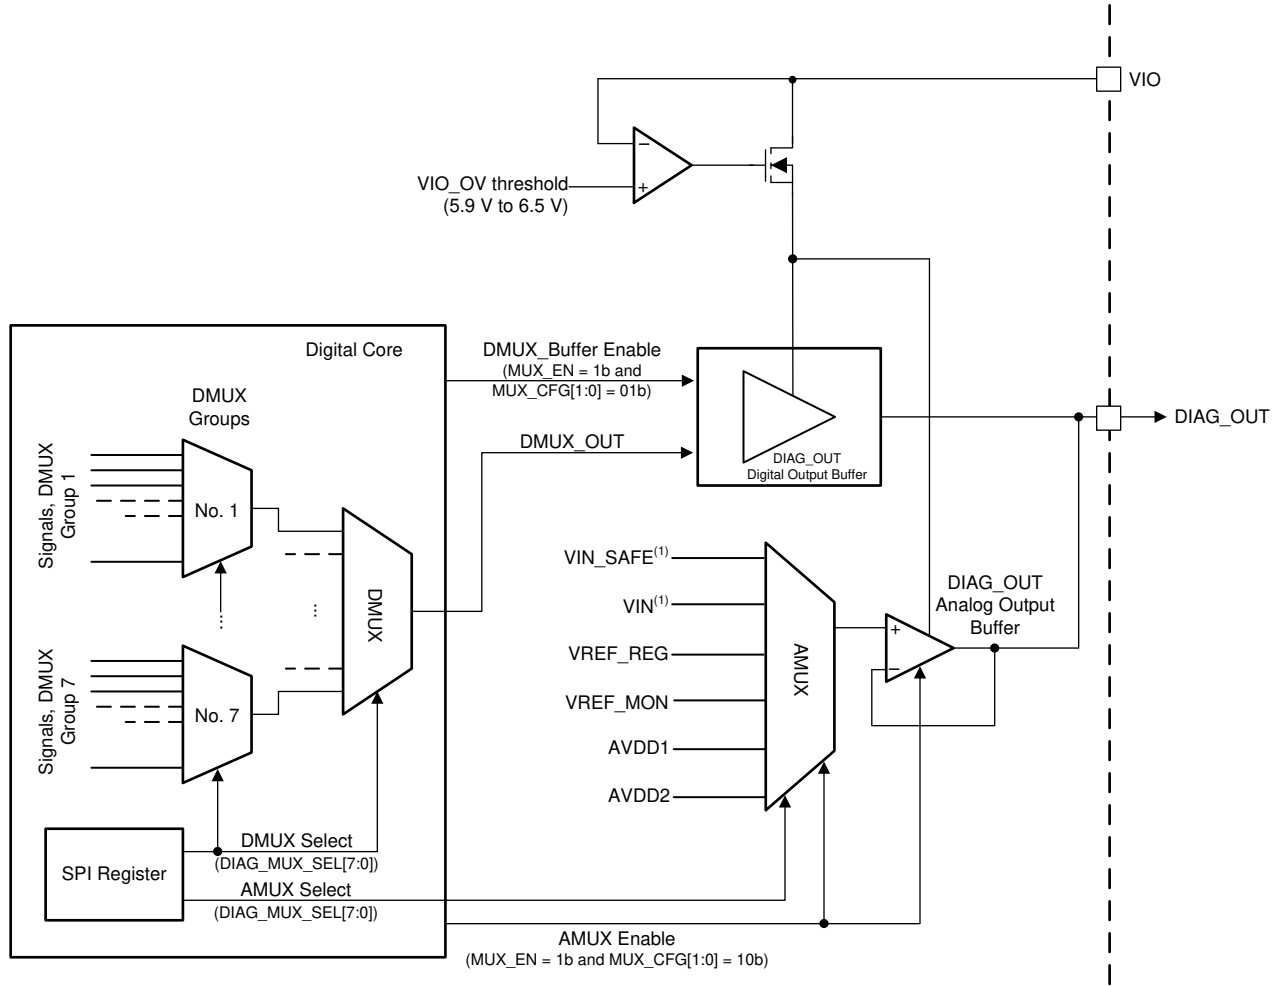 VIO
−
+
VIO_OV threshold
(5.9 V to 6.5 V)
Digital Core
DMUX
Groups
DMUX_Buffer Enable
(MUX_EN = 1b and
MUX_CFG[1:0] = 01b)
DIAG_OUT
DMUX_OUT
DIAG_OUT
Digital Output Buffer
Signals, DMUX
Group 1
No. 1
DMUX
...
...
VIN_SAFE(1)
VIN(1)
VREF_REG
VREF_MON
AVDD1
AVDD2
AMUX
DIAG_OUT
Analog Output
Buffer
+
−
Signals, DMUX
Group 7
No. 7
SPI Register
DMUX Select
(DIAG_MUX_SEL[7:0])
AMUX Select
(DIAG_MUX_SEL[7:0])
AMUX Enable
(MUX_EN = 1b and MUX_CFG[1:0] = 10b)